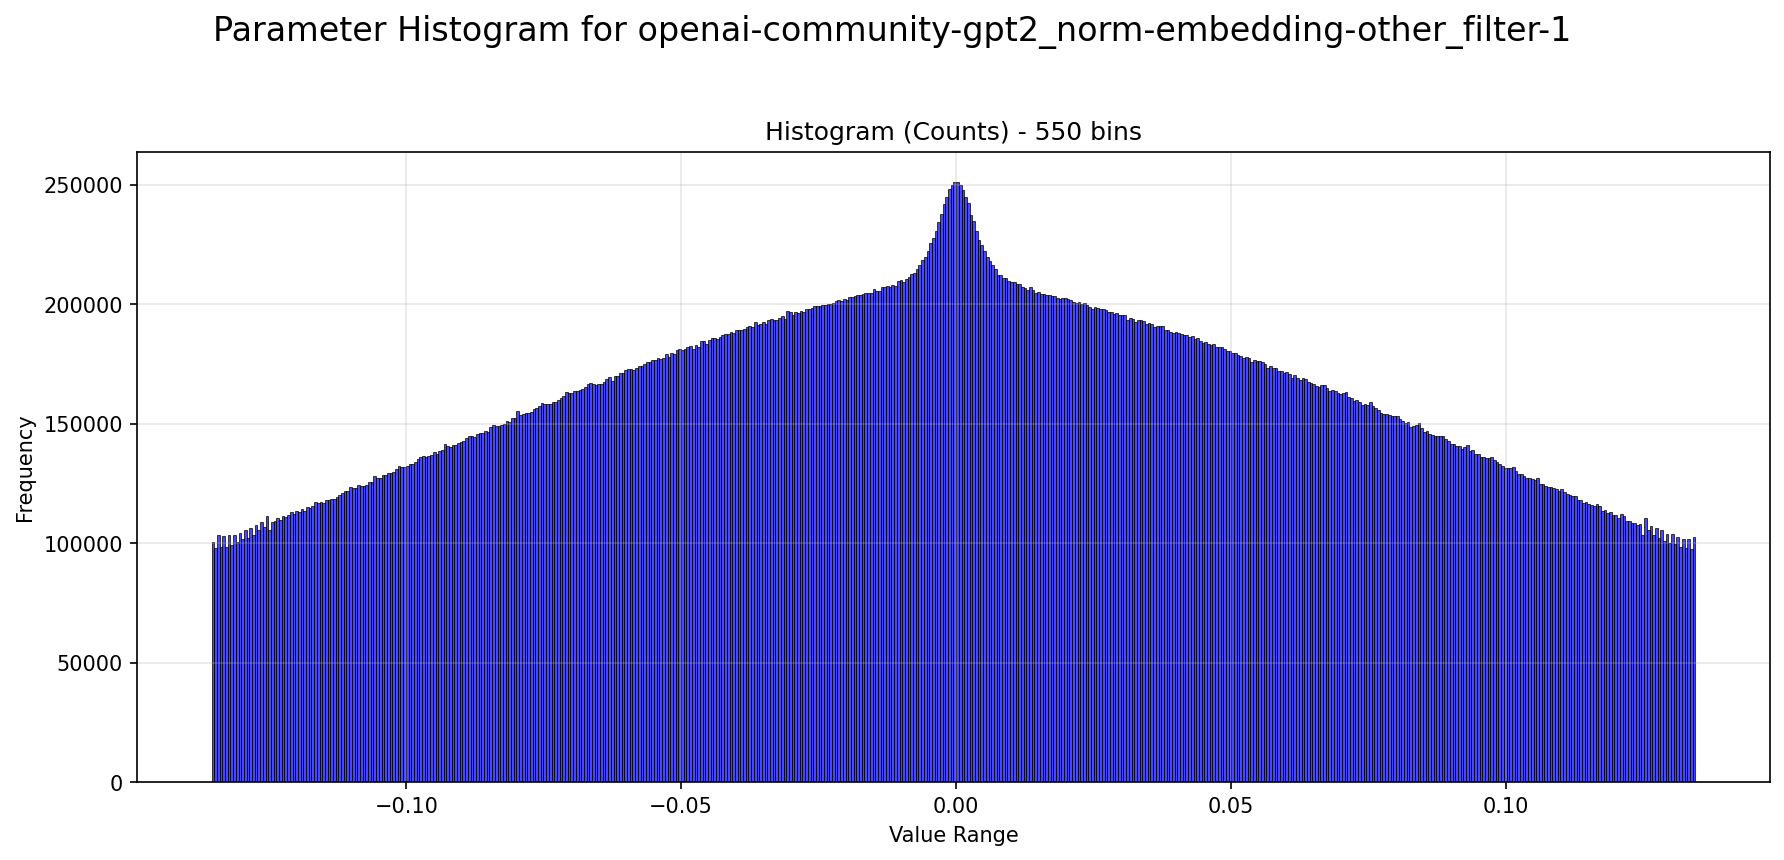 Parameter Histogram for openai-community-gpt2_norm-embedding-other_filter-1
Histogram (Counts) - 550 bins
250000
200000
150000
100000
50000
0
Frequency
−0.10
−0.05
0.00
0.05
0.10
Value Range